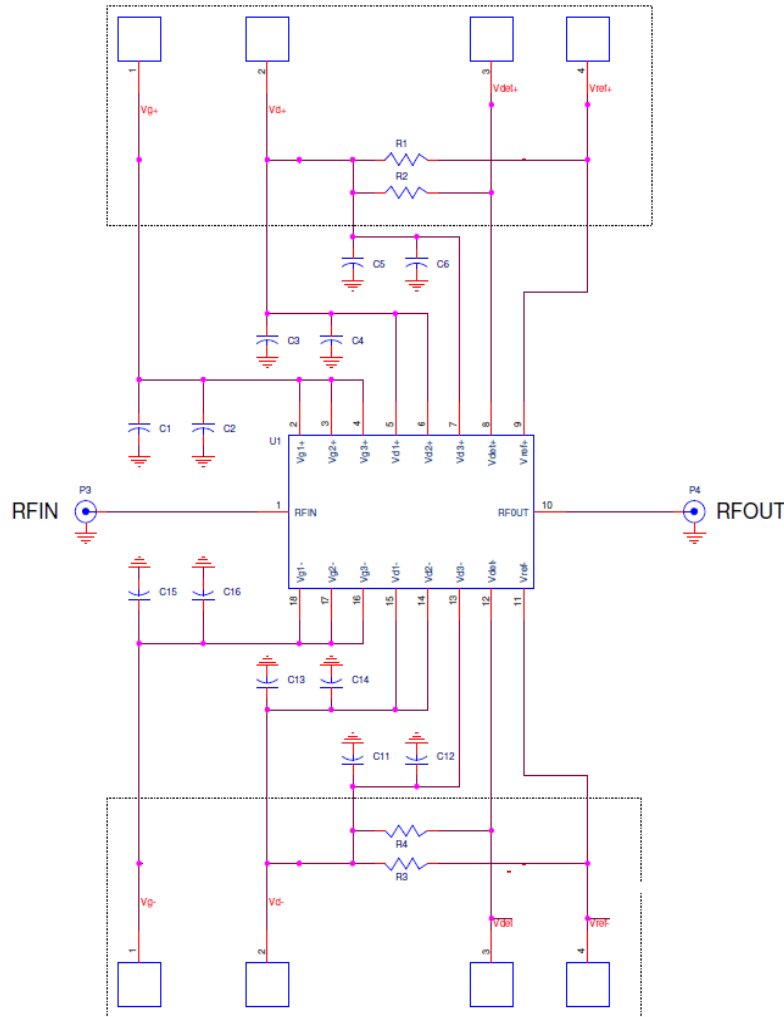 1 2 3 4
Vg+ Vd+ Vdet+ Vref+
R1
R2
C5 C6
C3 C4
C1 C2
2 3 4 5 6 7 8 9
U1
Vg1+ Vg2+ Vg3+ Vd1+ Vd2+ Vd3+ Vdet+ Vref+
P3 P4
RFIN 1 RFIN RFOUT 10 RFOUT
Vg1- Vg2- Vg3- Vd1- Vd2- Vd3- Vdet- Vref-
18 17 16 15 14 13 12 11
C15 C16
C13 C14
C11 C12
R4
R3
Vg- Vd- Vdet Vref-
1 2 3 4